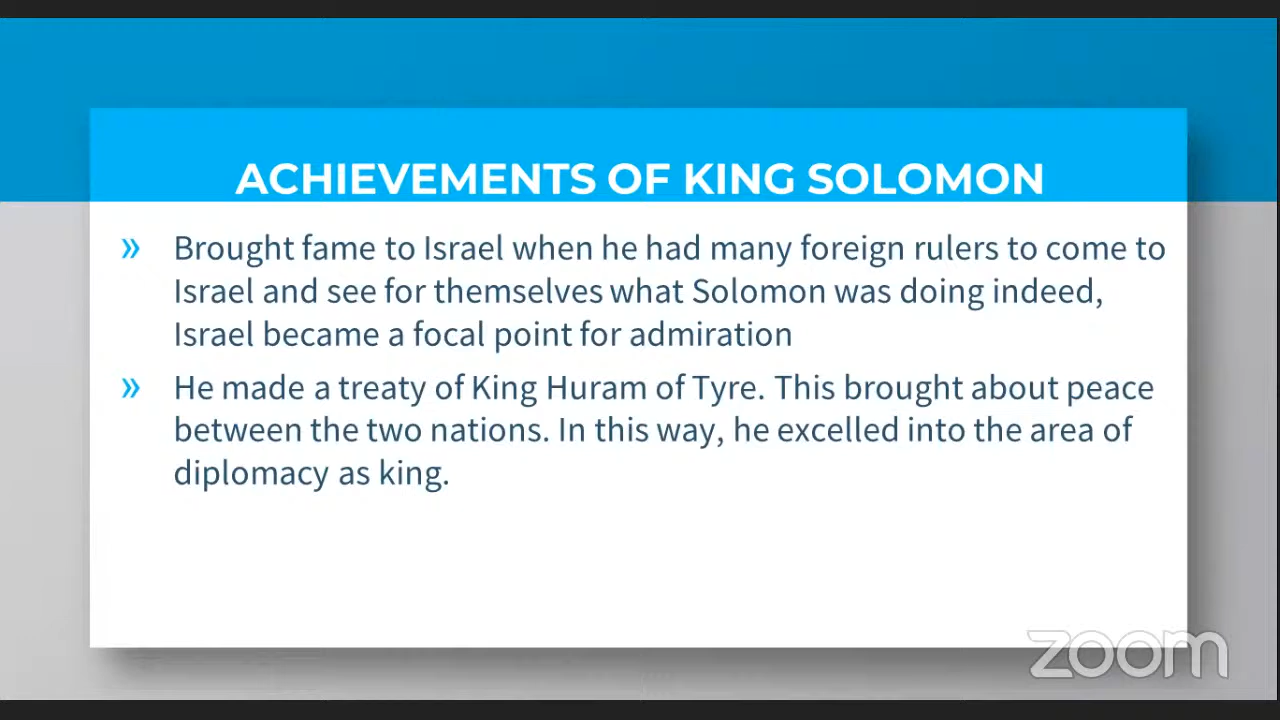 ACHIEVEMENTS OF KING SOLOMON
» Brought fame to Israel when he had many foreign rulers to come to
Israel and see for themselves what Solomon was doing indeed,
Israel became a focal point for admiration
» He made a treaty of King Huram of Tyre. This brought about peace
between the two nations. In this way, he excelled into the area of
diplomacy as king.
zoom